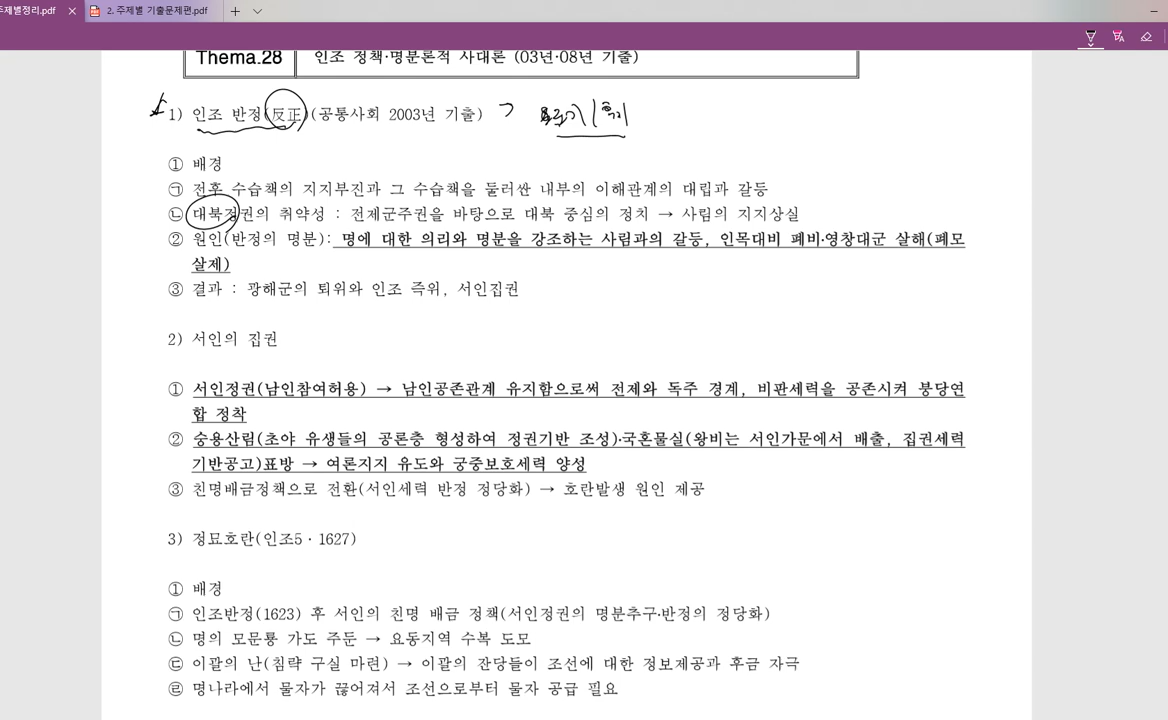 주제별정리.pdf
2. 주제별 기출문제편.pdf
Thema.28 인조 정책·명분론적 사대론 (03년·08년 기출)
1) 인조 반정(反正)(공통사회 2003년 기출)
① 배경
㉠ 전후 수습책의 지지부진과 그 수습책을 둘러싼 내부의 이해관계의 대립과 갈등
㉡ 대북정권의 취약성 : 전제군주권을 바탕으로 대북 중심의 정치 → 사림의 지지상실
② 원인(반정의 명분): 명에 대한 의리와 명분을 강조하는 사림과의 갈등, 인목대비 폐비·영창대군 살해(폐모
살제)
③ 결과 : 광해군의 퇴위와 인조 즉위, 서인집권
2) 서인의 집권
① 서인정권(남인참여허용) → 남인공존관계 유지함으로써 전제와 독주 경계, 비판세력을 공존시켜 붕당연
합 정착
② 숭용산림(초야 유생들의 공론층 형성하여 정권기반 조성)·국혼물실(왕비는 서인가문에서 배출, 집권세력
기반공고)표방 → 여론지지 유도와 궁중보호세력 양성
③ 친명배금정책으로 전환(서인세력 반정 정당화) → 호란발생 원인 제공
3) 정묘호란(인조5·1627)
① 배경
㉠ 인조반정(1623) 후 서인의 친명 배금 정책(서인정권의 명분추구·반정의 정당화)
㉡ 명의 모문룡 가도 주둔 → 요동지역 수복 도모
㉢ 이괄의 난(침략 구실 마련) → 이괄의 잔당들이 조선에 대한 정보제공과 후금 자극
㉣ 명나라에서 물자가 끊어져서 조선으로부터 물자 공급 필요